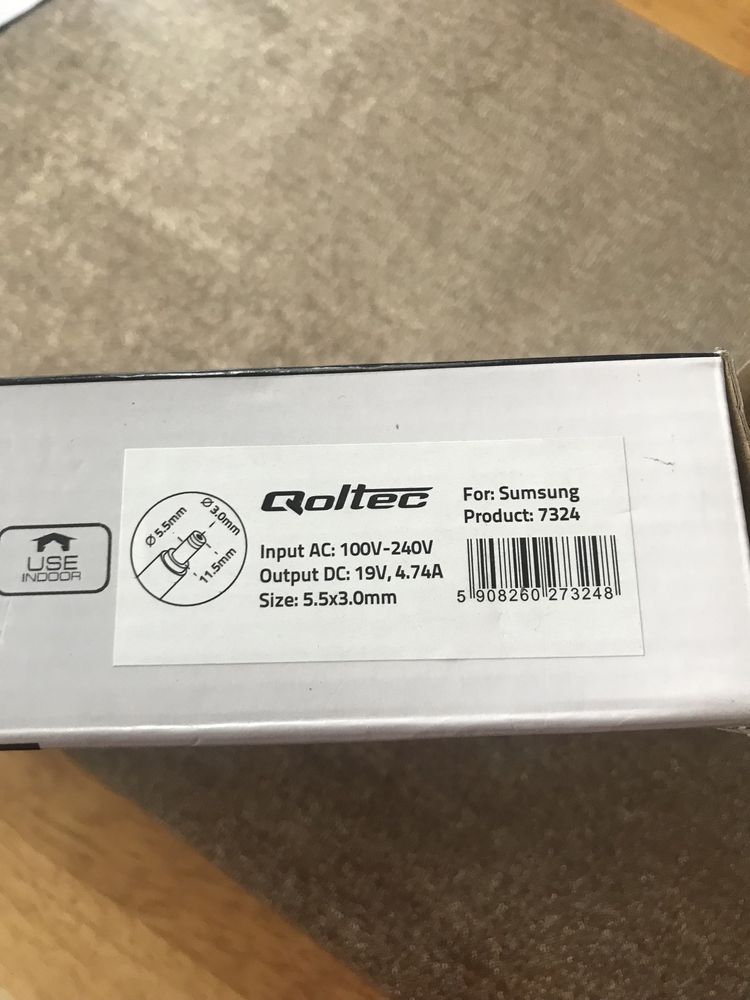 USE
INDOOR
Ø 5.5mm
Ø 3.0mm
11.5mm
Qoltec
Input AC: 100V-240V
Output DC: 19V, 4.74A
Size: 5.5x3.0mm
For: Sumsung
Product: 7324
5 908260 273248